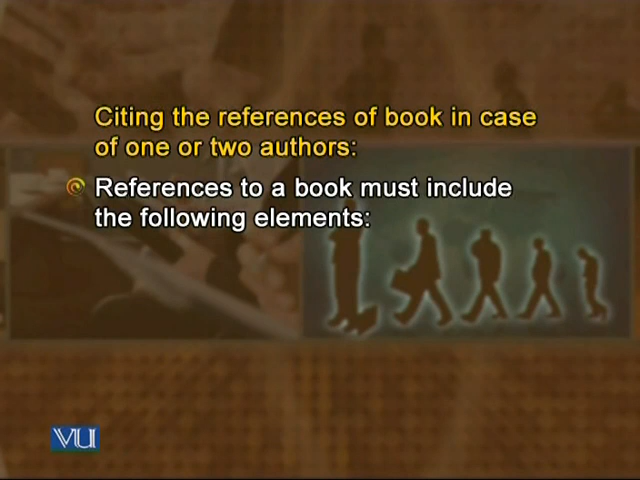 Citing the references of book in case
of one or two authors:
References to a book must include
the following elements:
VU